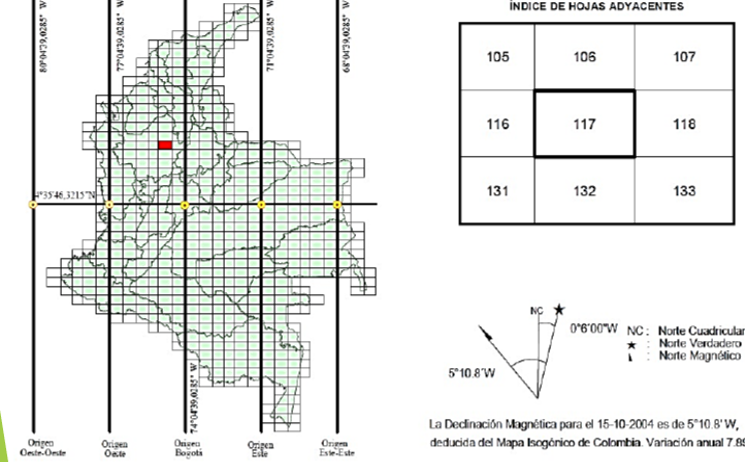 80°04'39,0285" W
77°04'39,0285" W
71°04'39,0285" W
68°04'39,0285" W
4°35'46,3215"N
74°04'39,0285" W
Origen
Oeste-Oeste
Origen
Oeste
Origen
Bogotá
Origen
Este
Origen
Este-Este
ÍNDICE DE HOJAS ADYACENTES
105 106 107
116 117 118
131 132 133
NC
0°6'00"W
5°10.8'W
NC : Norte Cuadricular
: Norte Verdadero
: Norte Magnético
La Declinación Magnética para el 15-10-2004 es de 5°10.8' W,
deducida del Mapa Isogónico de Colombia. Variación anual 7.8